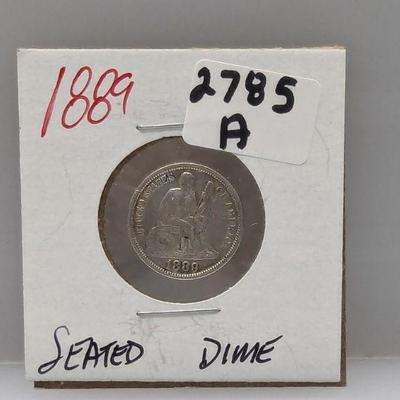 1889
2785
A
UNITED STATES OF AMERICA
1889
SEATED DIME